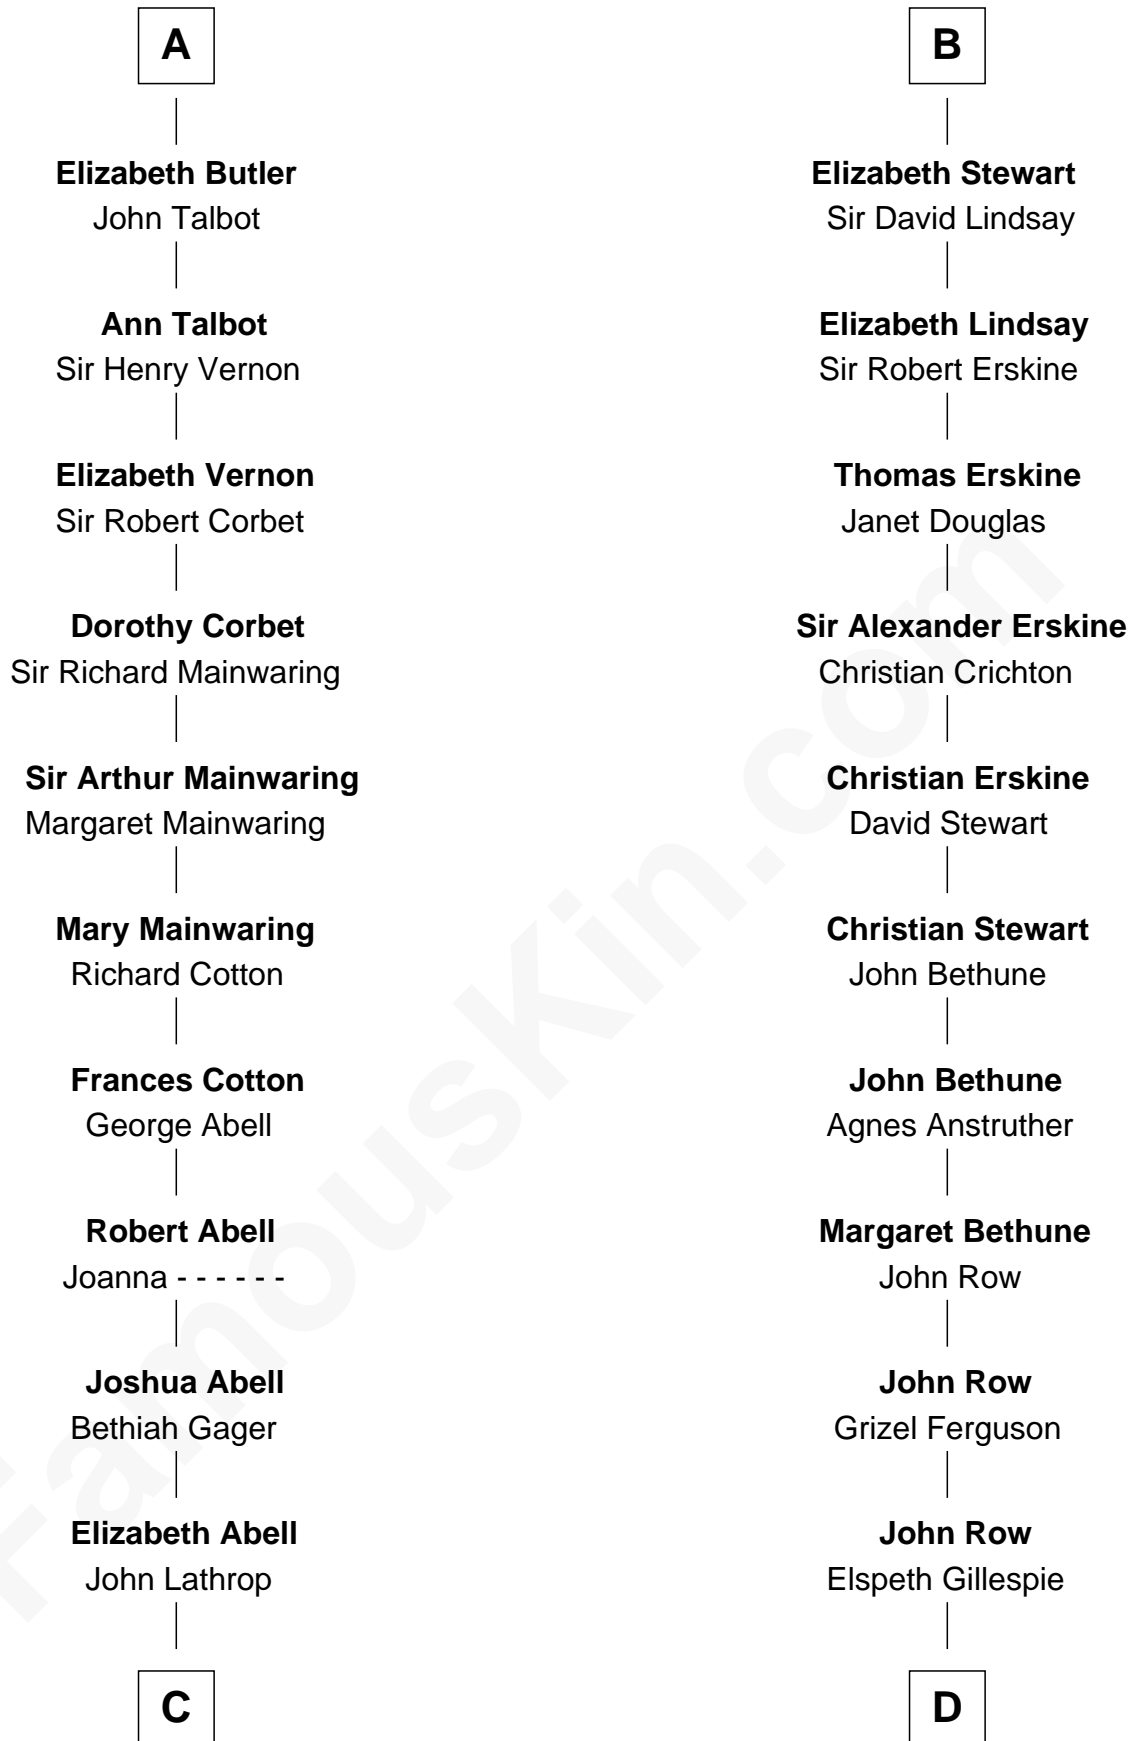 A
Elizabeth Butler
John Talbot
Ann Talbot
Sir Henry Vernon
Elizabeth Vernon
Sir Robert Corbet
Dorothy Corbet
Sir Richard Mainwaring
Sir Arthur Mainwaring
Margaret Mainwaring
Mary Mainwaring
Richard Cotton
Frances Cotton
George Abell
Robert Abell
Joanna - - - - - -
Joshua Abell
Bethiah Gager
Elizabeth Abell
John Lathrop
C
B
Elizabeth Stewart
Sir David Lindsay
Elizabeth Lindsay
Sir Robert Erskine
Thomas Erskine
Janet Douglas
Sir Alexander Erskine
Christian Crichton
Christian Erskine
David Stewart
Christian Stewart
John Bethune
John Bethune
Agnes Anstruther
Margaret Bethune
John Row
John Row
Grizel Ferguson
John Row
Elspeth Gillespie
D
FamousKin.com